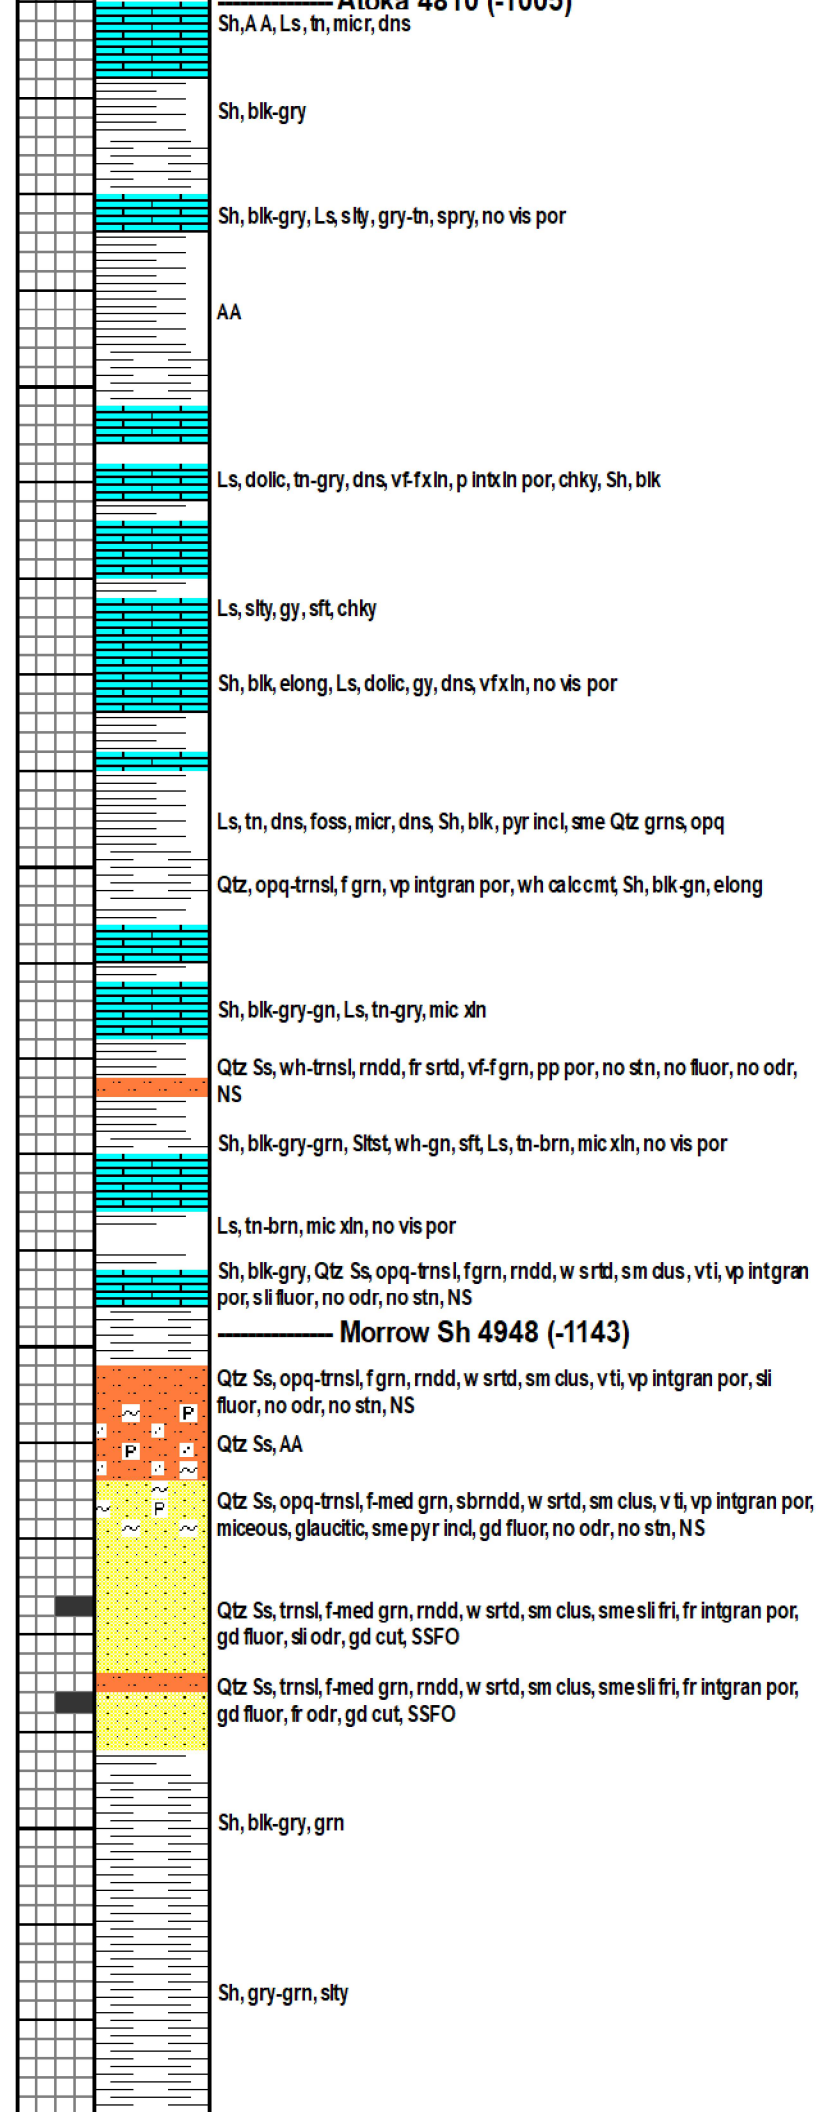 --------------- Atoka 4810 (-1005)
Sh,A A, Ls, tn, micr, dns
Sh, blk-gry
Sh, blk-gry, Ls, slty, gry-tn, spry, no vis por
AA
Ls, dolic, tn-gry, dns, vf-fxln, p intxln por, chky, Sh, blk
Ls, slty, gy, sft, chky
Sh, blk, elong, Ls, dolic, gy, dns, vfxln, no vis por
Ls, tn, dns, foss, micr, dns, Sh, blk, pyr incl, sme Qtz grns, opq
Qtz, opq-trnsl, f grn, vp intgran por, wh calc cmt, Sh, blk-gn, elong
Sh, blk-gry-gn, Ls, tn-gry, mic xln
Qtz Ss, wh-trnsl, rndd, fr srtd, vf-f grn, pp por, no stn, no fluor, no odr,
NS
Sh, blk-gry-grn, Sltst, wh-gn, sft, Ls, tn-brn, mic xln, no vis por
Ls, tn-brn, mic xln, no vis por
Sh, blk-gry, Qtz Ss, opq-trnsl, f grn, rndd, w srtd, sm clus, v ti, vp intgran
por, sli fluor, no odr, no stn, NS
--------------- Morrow Sh 4948 (-1143)
Qtz Ss, opq-trnsl, f grn, rndd, w srtd, sm clus, v ti, vp intgran por, sli
fluor, no odr, no stn, NS
P
Qtz Ss, AA
P
Qtz Ss, opq-trnsl, f-med grn, sbrndd, w srtd, sm clus, v ti, vp intgran por,
P
miceous, glaucitic, sme pyr incl, gd fluor, no odr, no stn, NS
Qtz Ss, trnsl, f-med grn, rndd, w srtd, sm clus, sme sli fri, fr intgran por,
gd fluor, sli odr, gd cut, SSFO
Qtz Ss, trnsl, f-med grn, rndd, w srtd, sm clus, sme sli fri, fr intgran por,
gd fluor, fr odr, gd cut, SSFO
Sh, blk-gry, grn
Sh, gry-grn, slty